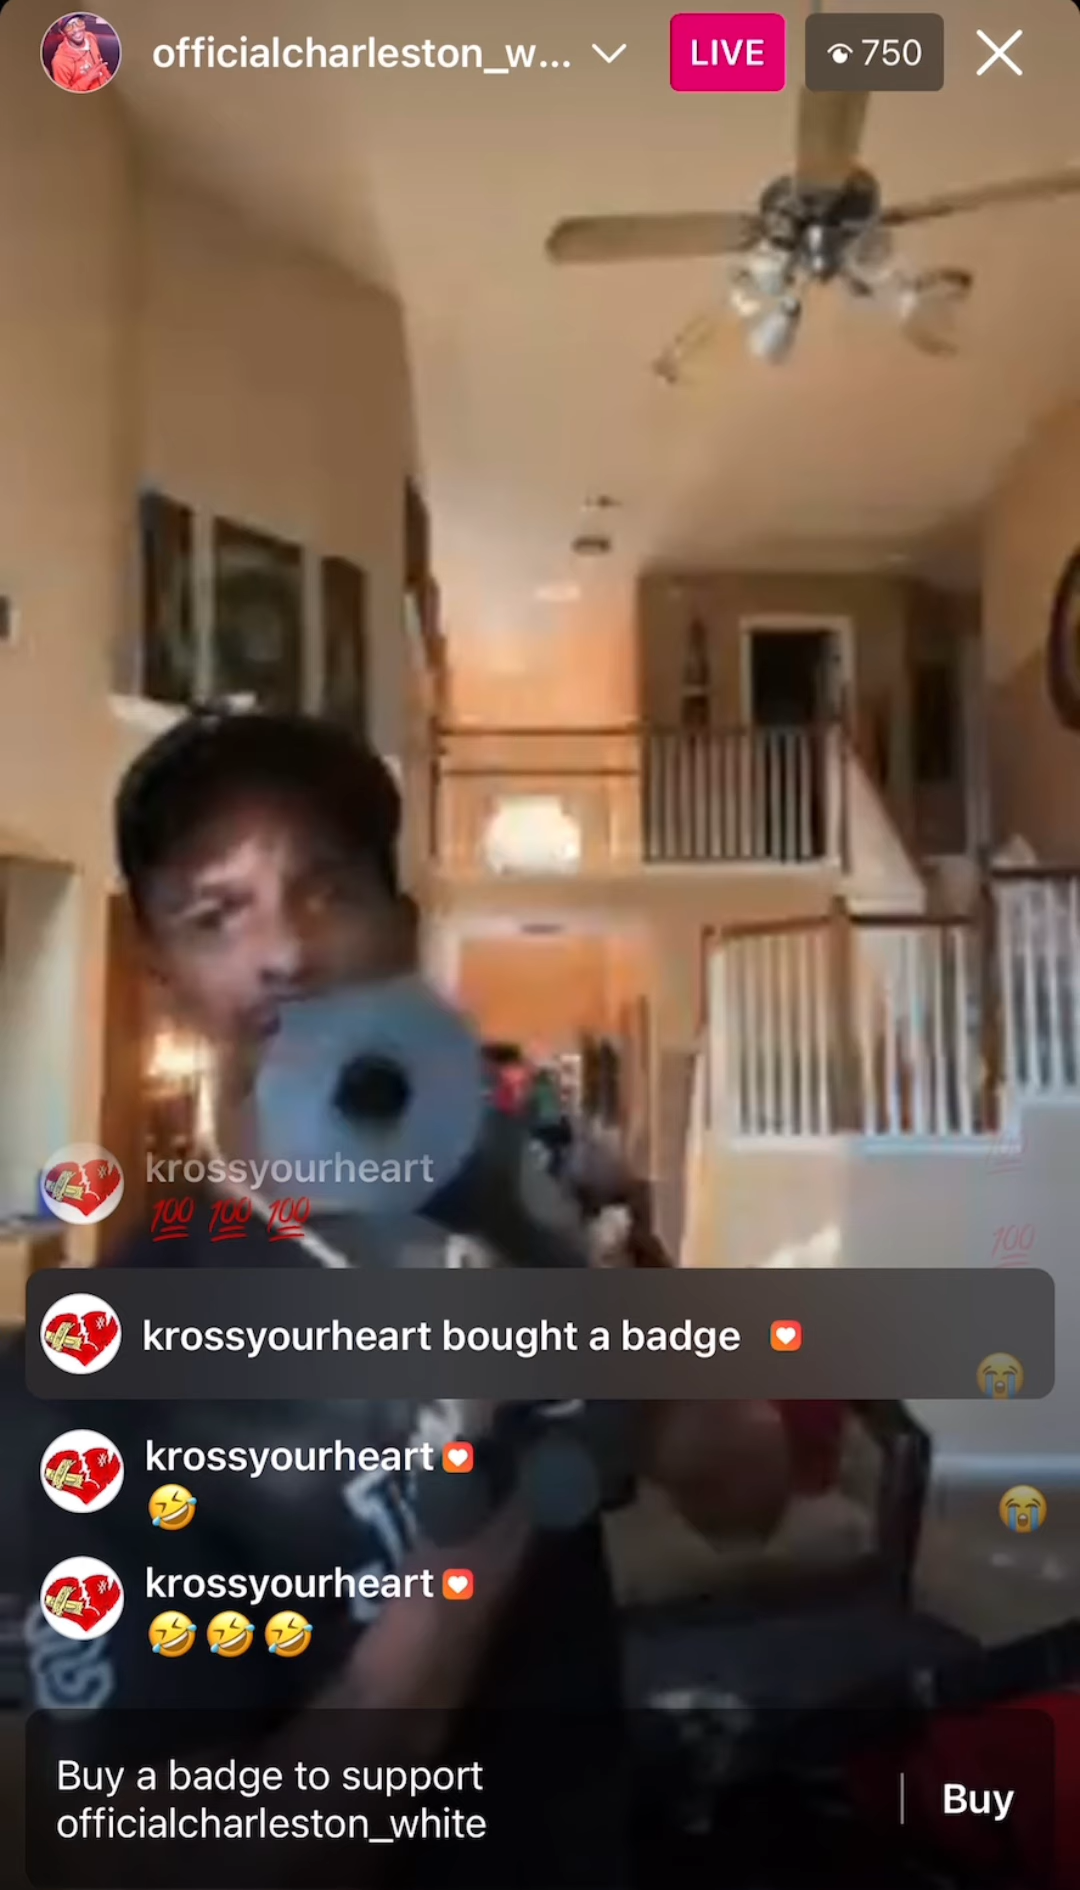 officialcharleston_w...
LIVE
750
krossyourheart
💯 💯 💯
krossyourheart bought a badge
krossyourheart
🤣
krossyourheart
🤣🤣🤣
Buy a badge to support
officialcharleston_white
Buy